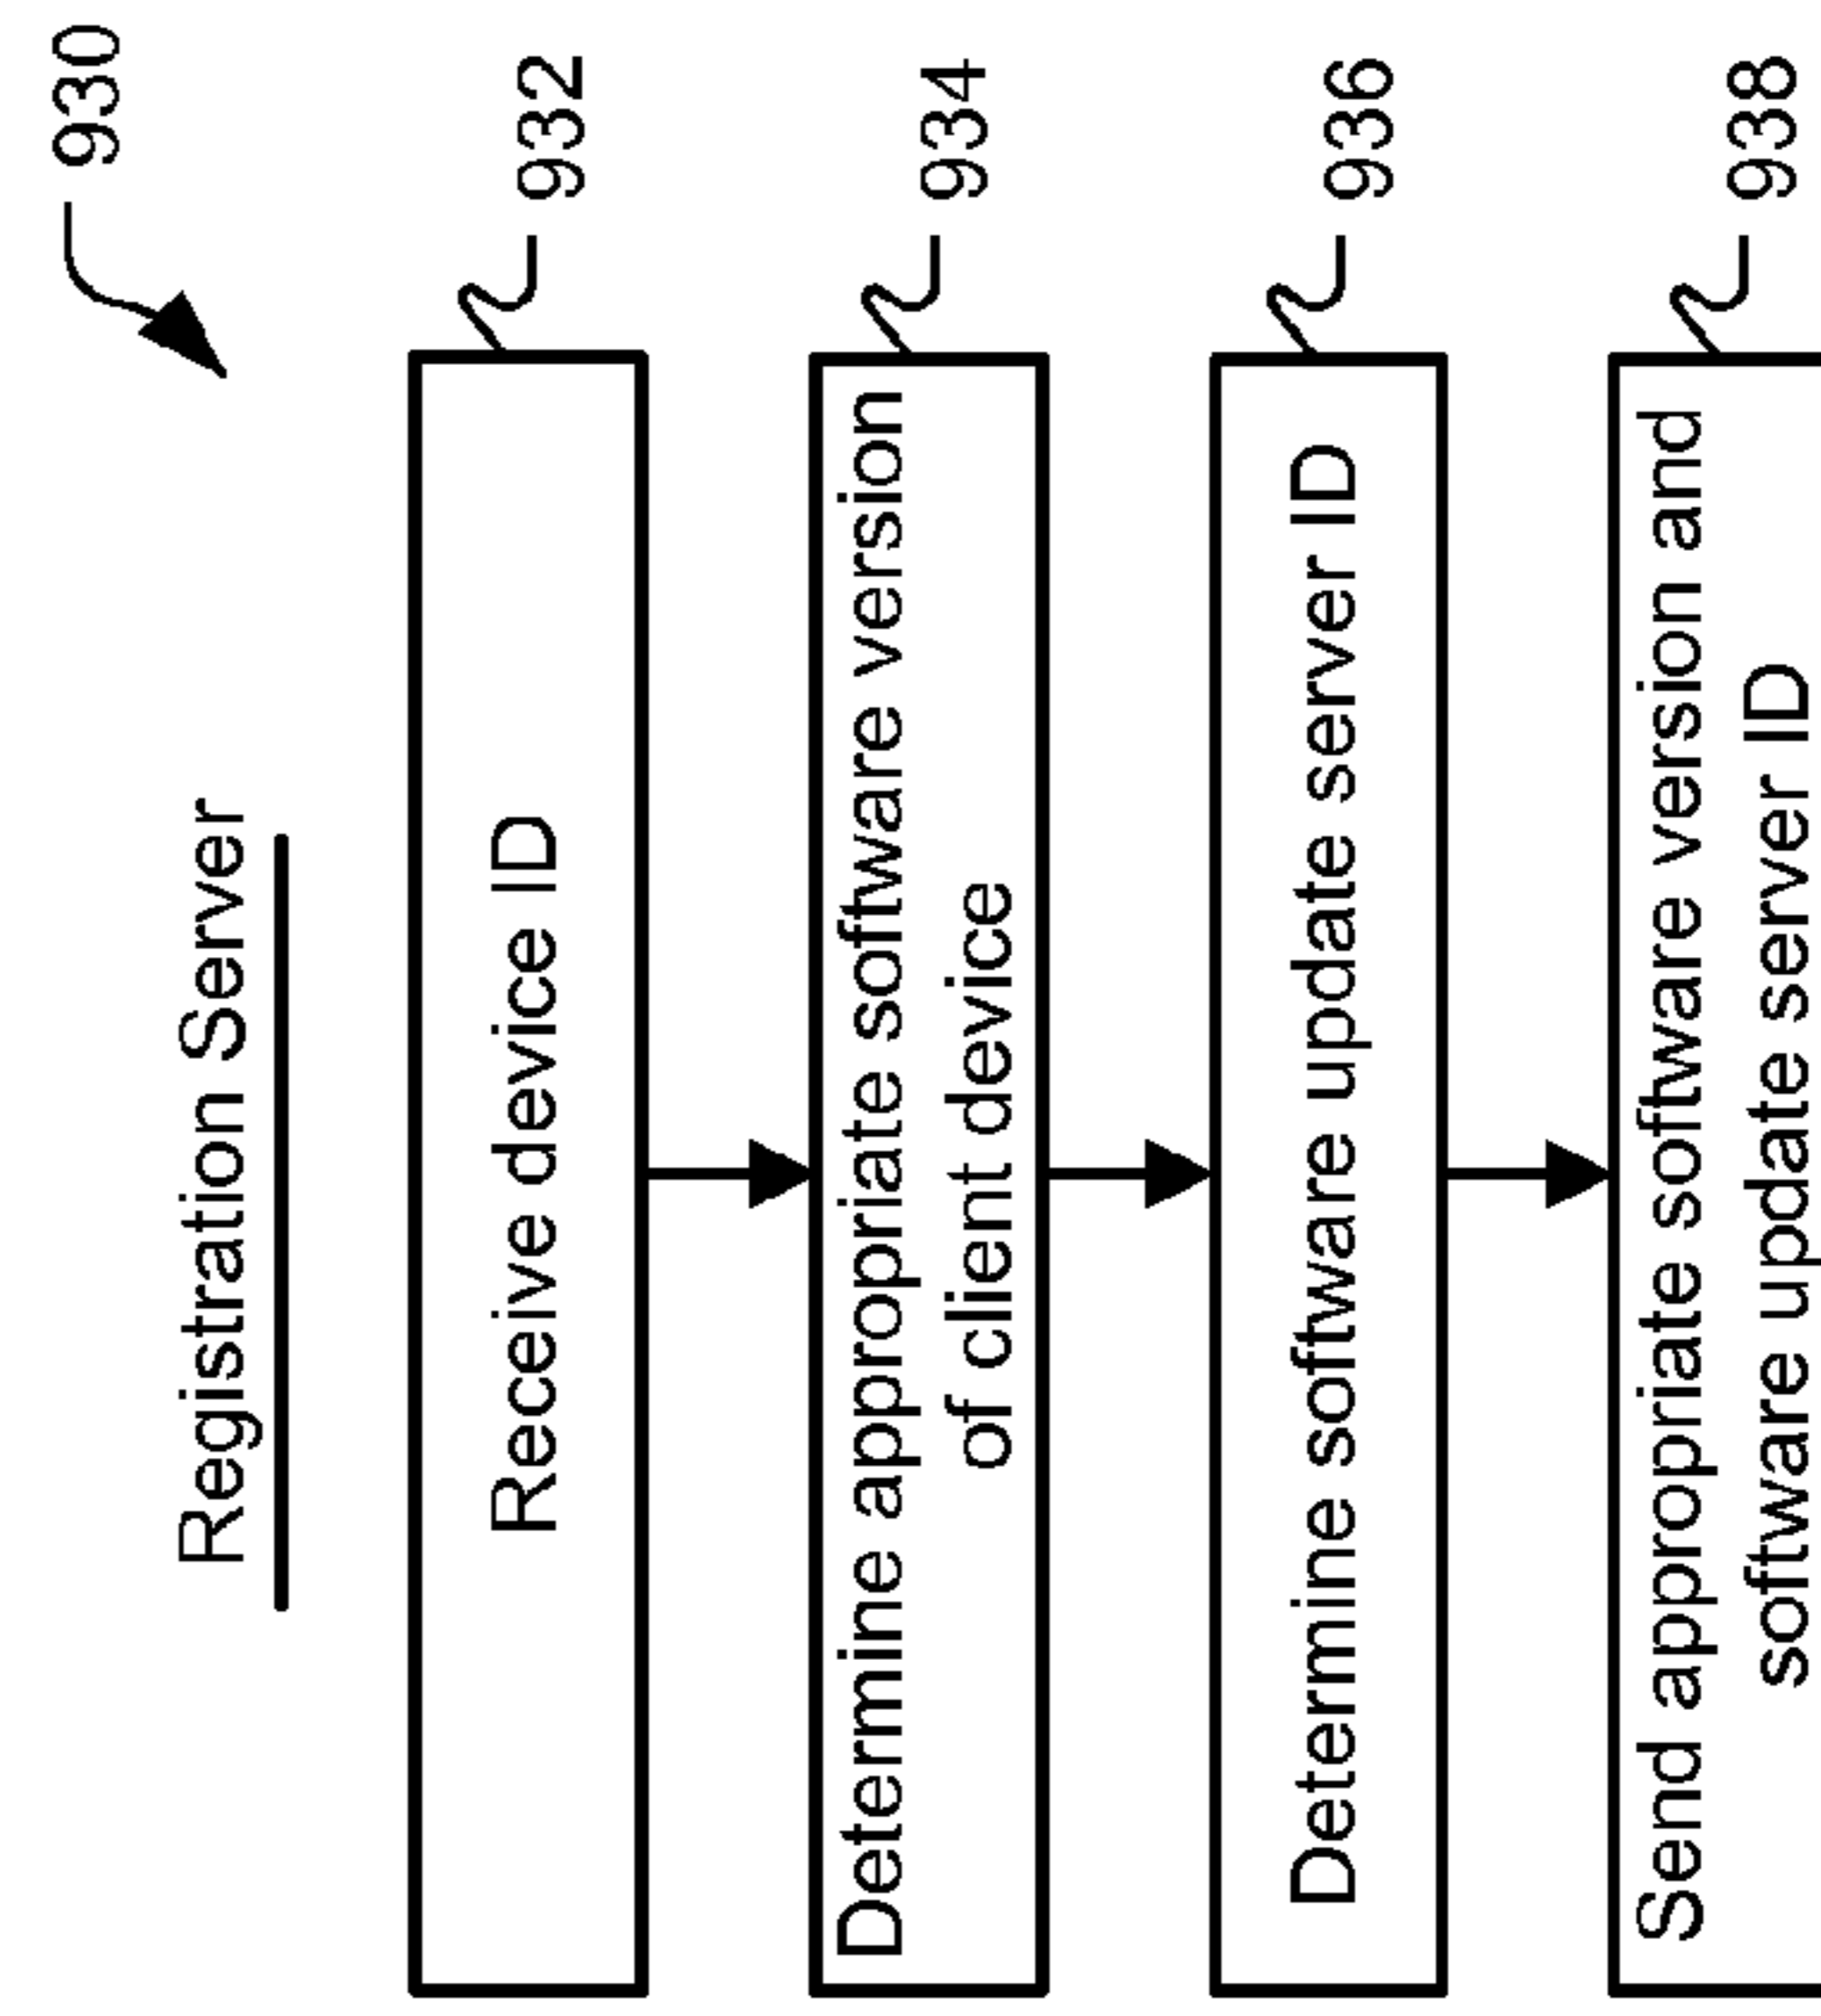 930
Registration Server
Receive device ID
932
Determine appropriate software version
of client device
934
Determine software update server ID
936
Send appropriate software version and
software update server ID
938